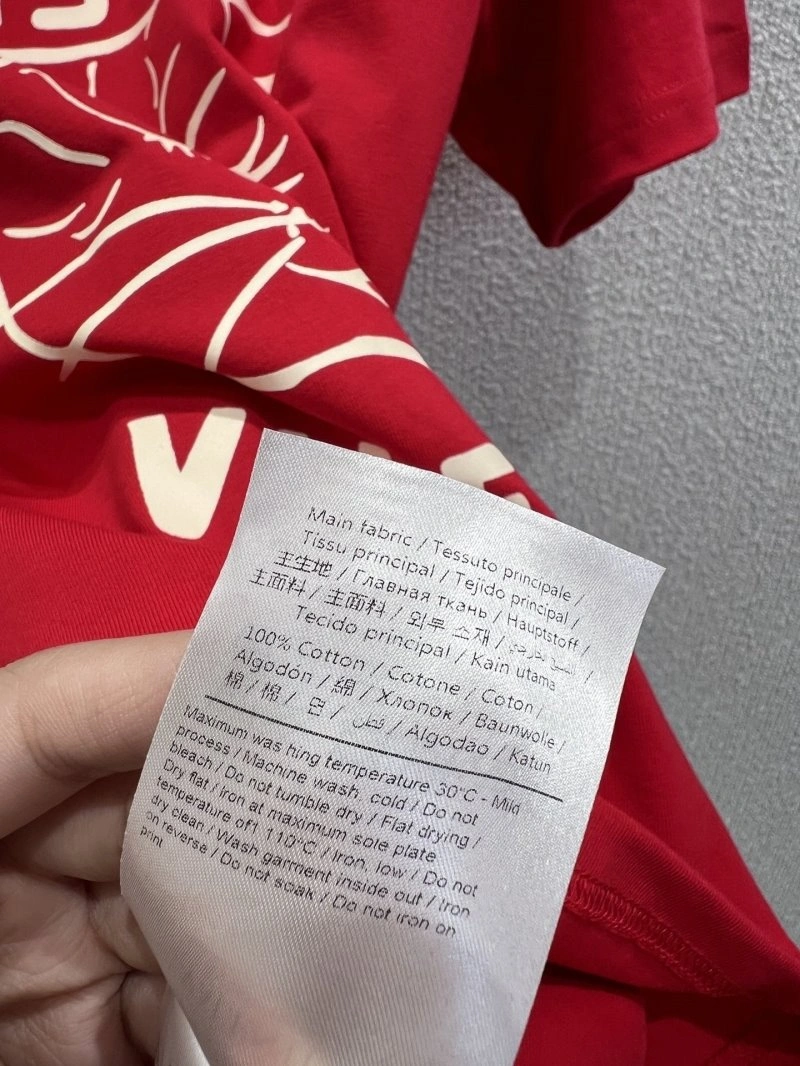 V
Main fabric / Tessuto principale /
Tissu principal / Tejido principal /
主生地 / Главная ткань / Hauptstoff /
主面料 / 主面料 / 외부 소재 /
Tecido principal / Kain utama
100% Cotton / Cotone / Coton /
Algodón / 綿 / Хлопок / Baunwolle /
棉 / 棉 / 면 / قطن / Algodao / Katun
Maximum was hing temperature 30°C - Mild
process / Machine wash, cold / Do not
bleach / Do not tumble dry / Flat drying /
Dry flat / Iron at maximum sole plate
temperature of1 110°C / Iron, low / Do not
dry clean / Wash garment inside out / Iron
on reverse / Do not soak / Do not iron on
print